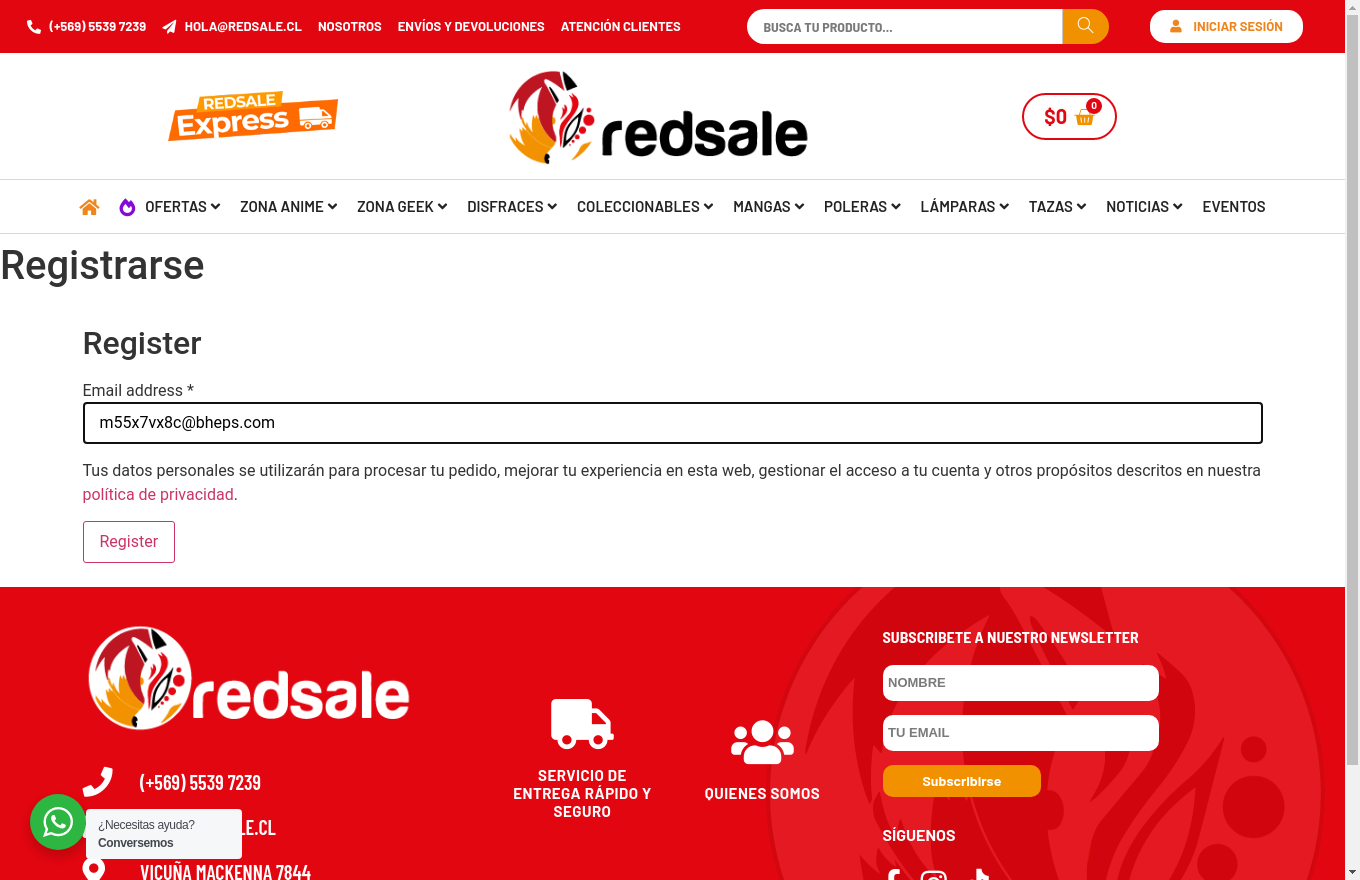 (+569) 5539 7239 HOLA@REDSALE.CL NOSOTROS ENVÍOS Y DEVOLUCIONES ATENCIÓN CLIENTES BUSCA TU PRODUCTO... INICIAR SESIÓN
REDSALE
Express
redsale
$0
0
OFERTAS ZONA ANIME ZONA GEEK DISFRACES COLECCIONABLES MANGAS POLERAS LÁMPARAS TAZAS NOTICIAS EVENTOS
Registrarse
Register
Email address *
m55x7vx8c@bheps.com
Tus datos personales se utilizarán para procesar tu pedido, mejorar tu experiencia en esta web, gestionar el acceso a tu cuenta y otros propósitos descritos en nuestra
política de privacidad.
Register
redsale
(+569) 5539 7239
LE.CL
VICUÑA MACKENNA 7844
¿Necesitas ayuda?
Conversemos
SERVICIO DE
ENTREGA RÁPIDO Y
SEGURO
QUIENES SOMOS
SUBSCRIBETE A NUESTRO NEWSLETTER
NOMBRE
TU EMAIL
Subscribirse
SÍGUENOS